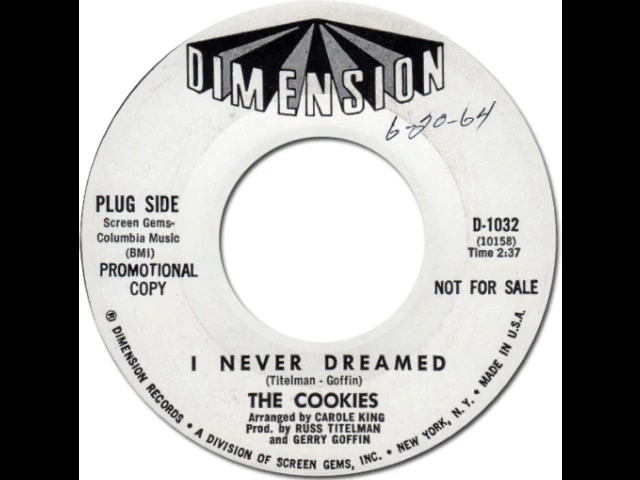 DIMENSION
6-20-64
PLUG SIDE
Screen Gems-
Columbia Music
(BMI)
PROMOTIONAL
COPY
D-1032
(10158)
Time 2:37
NOT FOR SALE
I NEVER DREAMED
(Titelman - Goffin)
THE COOKIES
Arranged by CAROLE KING
Prod. by RUSS TITELMAN
and GERRY GOFFIN
® DIMENSION RECORDS • A DIVISION OF SCREEN GEMS, INC. • NEW YORK, N. Y. • MADE IN U.S.A.